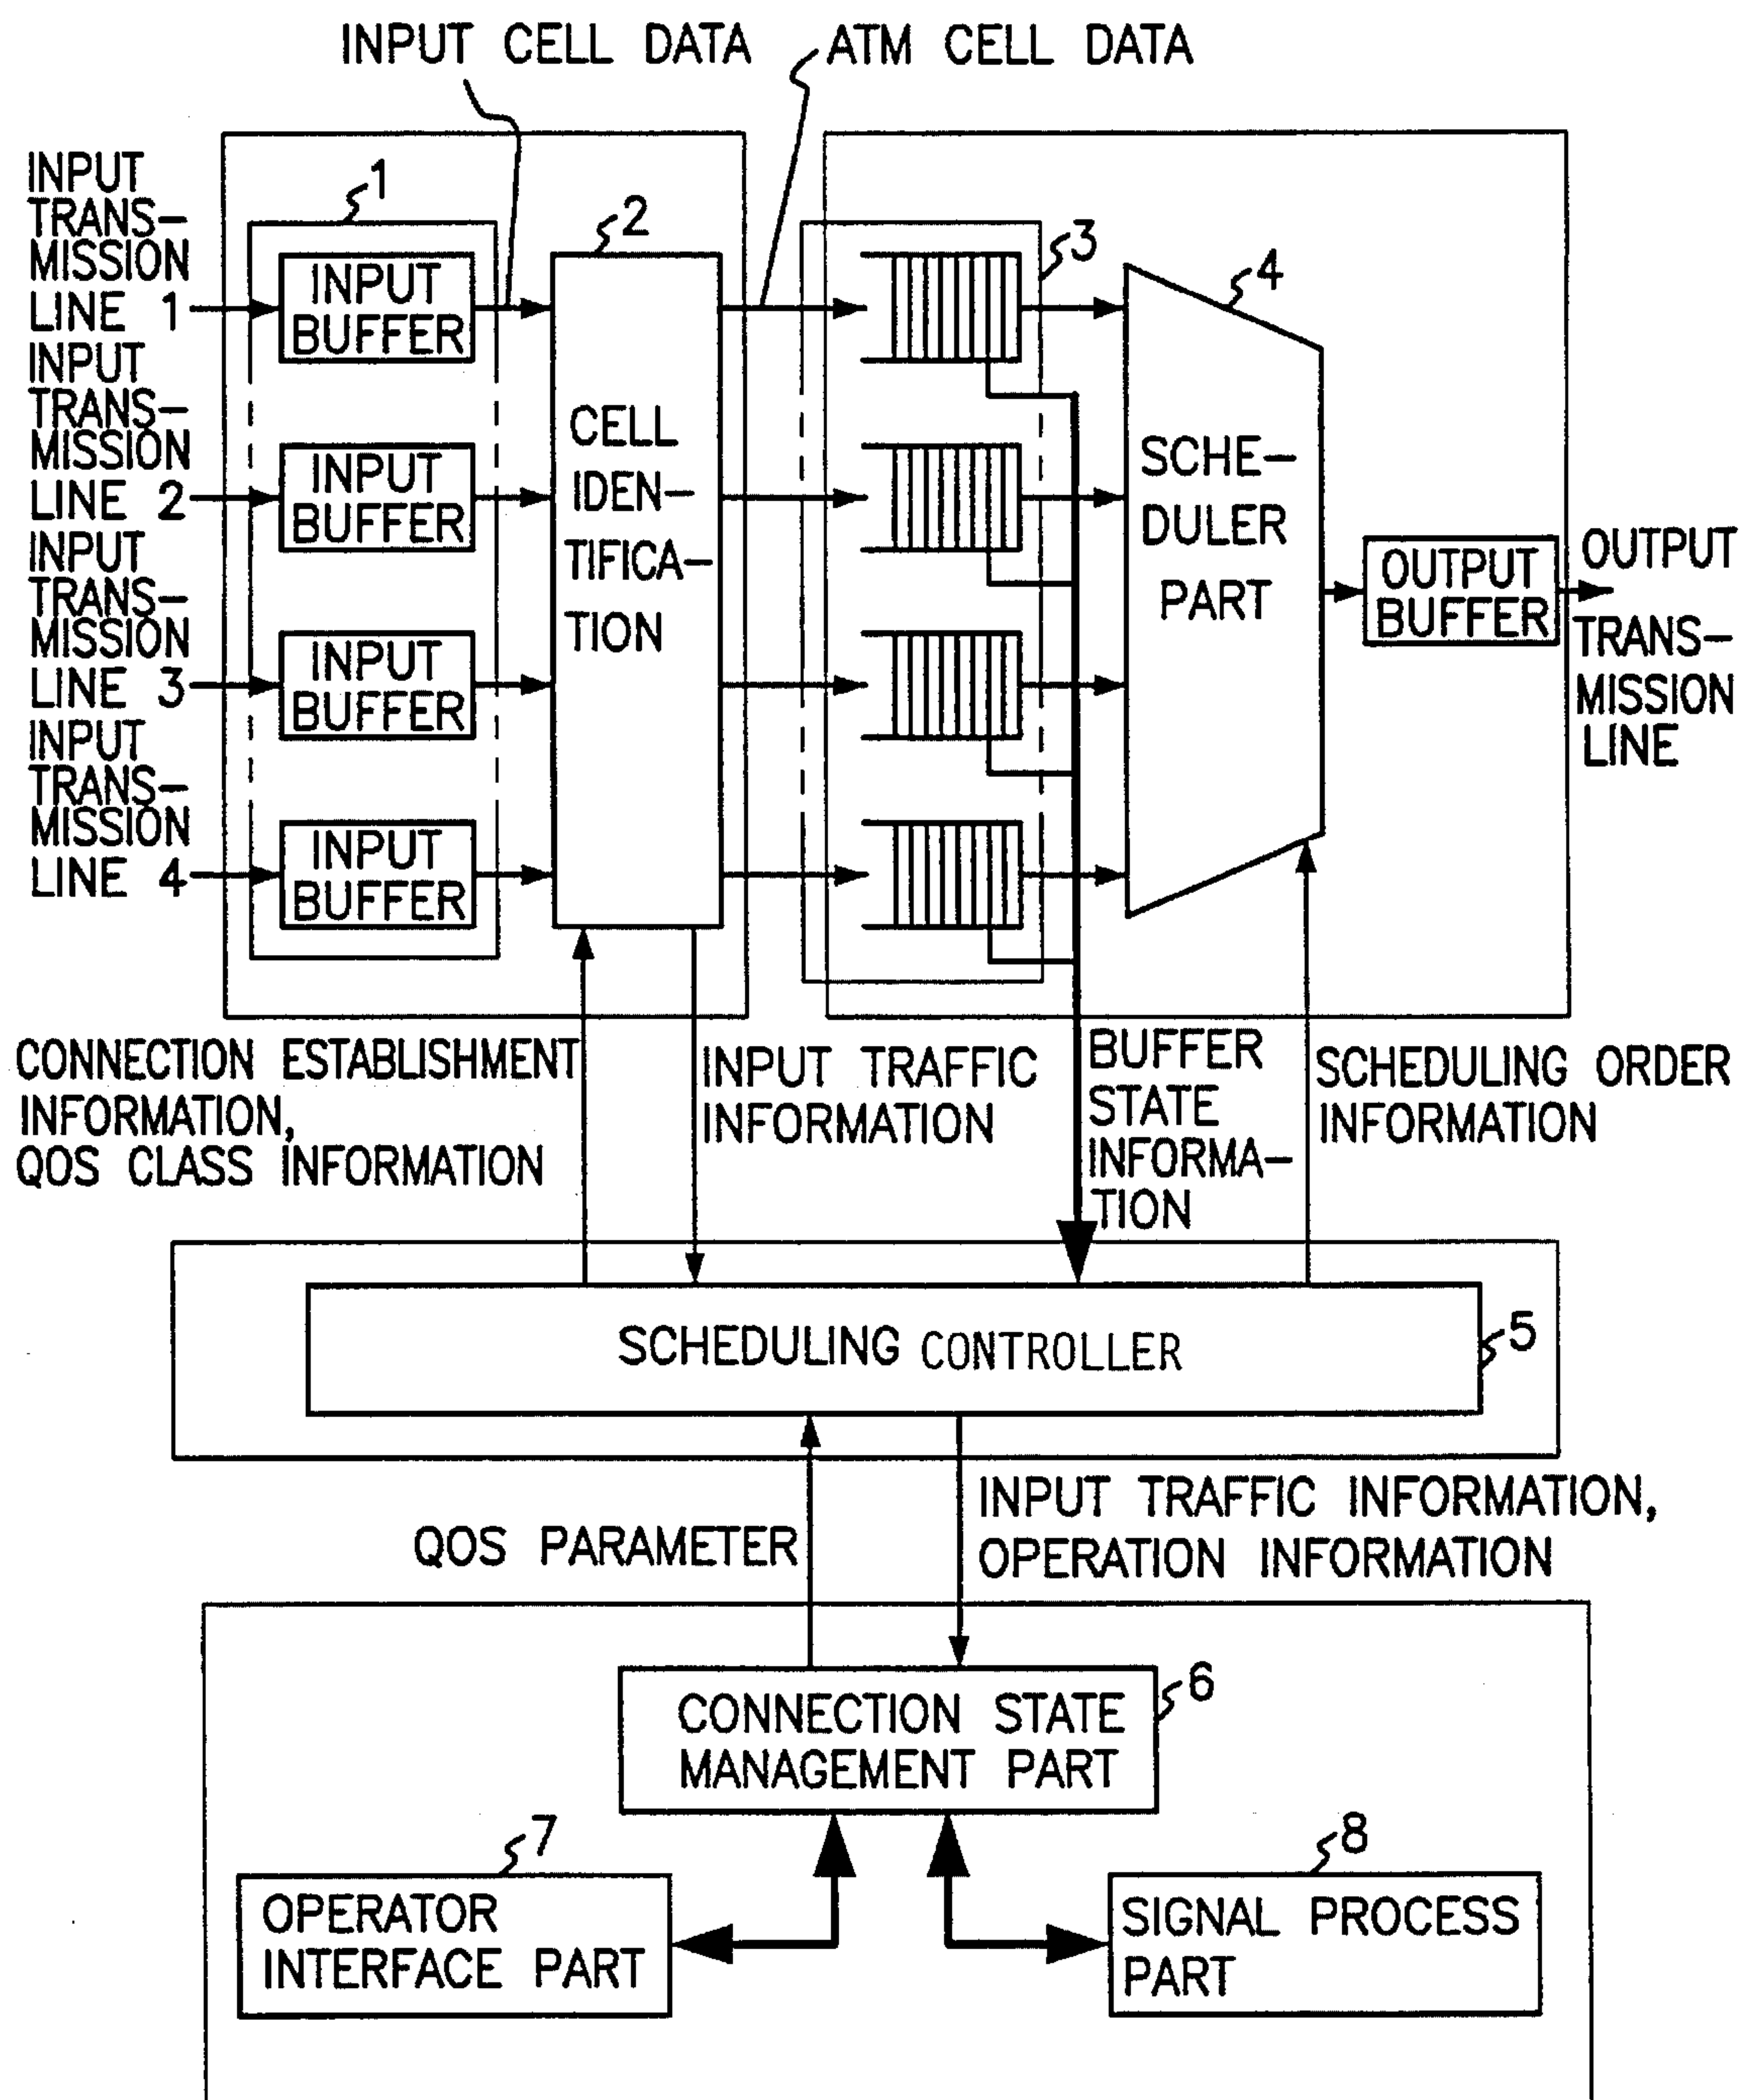 INPUT CELL DATA
ATM CELL DATA
INPUT
TRANS-
MISSION
LINE 1
INPUT
TRANS-
MISSION
LINE 2
INPUT
TRANS-
MISSION
LINE 3
INPUT
TRANS-
MISSION
LINE 4
1
INPUT
BUFFER
INPUT
BUFFER
INPUT
BUFFER
INPUT
BUFFER
2
CELL
IDEN-
TIFICA-
TION
3
4
SCHE-
DULER
PART
OUTPUT
BUFFER
OUTPUT
TRANS-
MISSION
LINE
CONNECTION ESTABLISHMENT
INFORMATION,
QOS CLASS INFORMATION
INPUT TRAFFIC
INFORMATION
BUFFER
STATE
INFORMA-
TION
SCHEDULING ORDER
INFORMATION
SCHEDULING CONTROLLER
5
QOS PARAMETER
INPUT TRAFFIC INFORMATION,
OPERATION INFORMATION
6
CONNECTION STATE
MANAGEMENT PART
7
OPERATOR
INTERFACE PART
8
SIGNAL PROCESS
PART